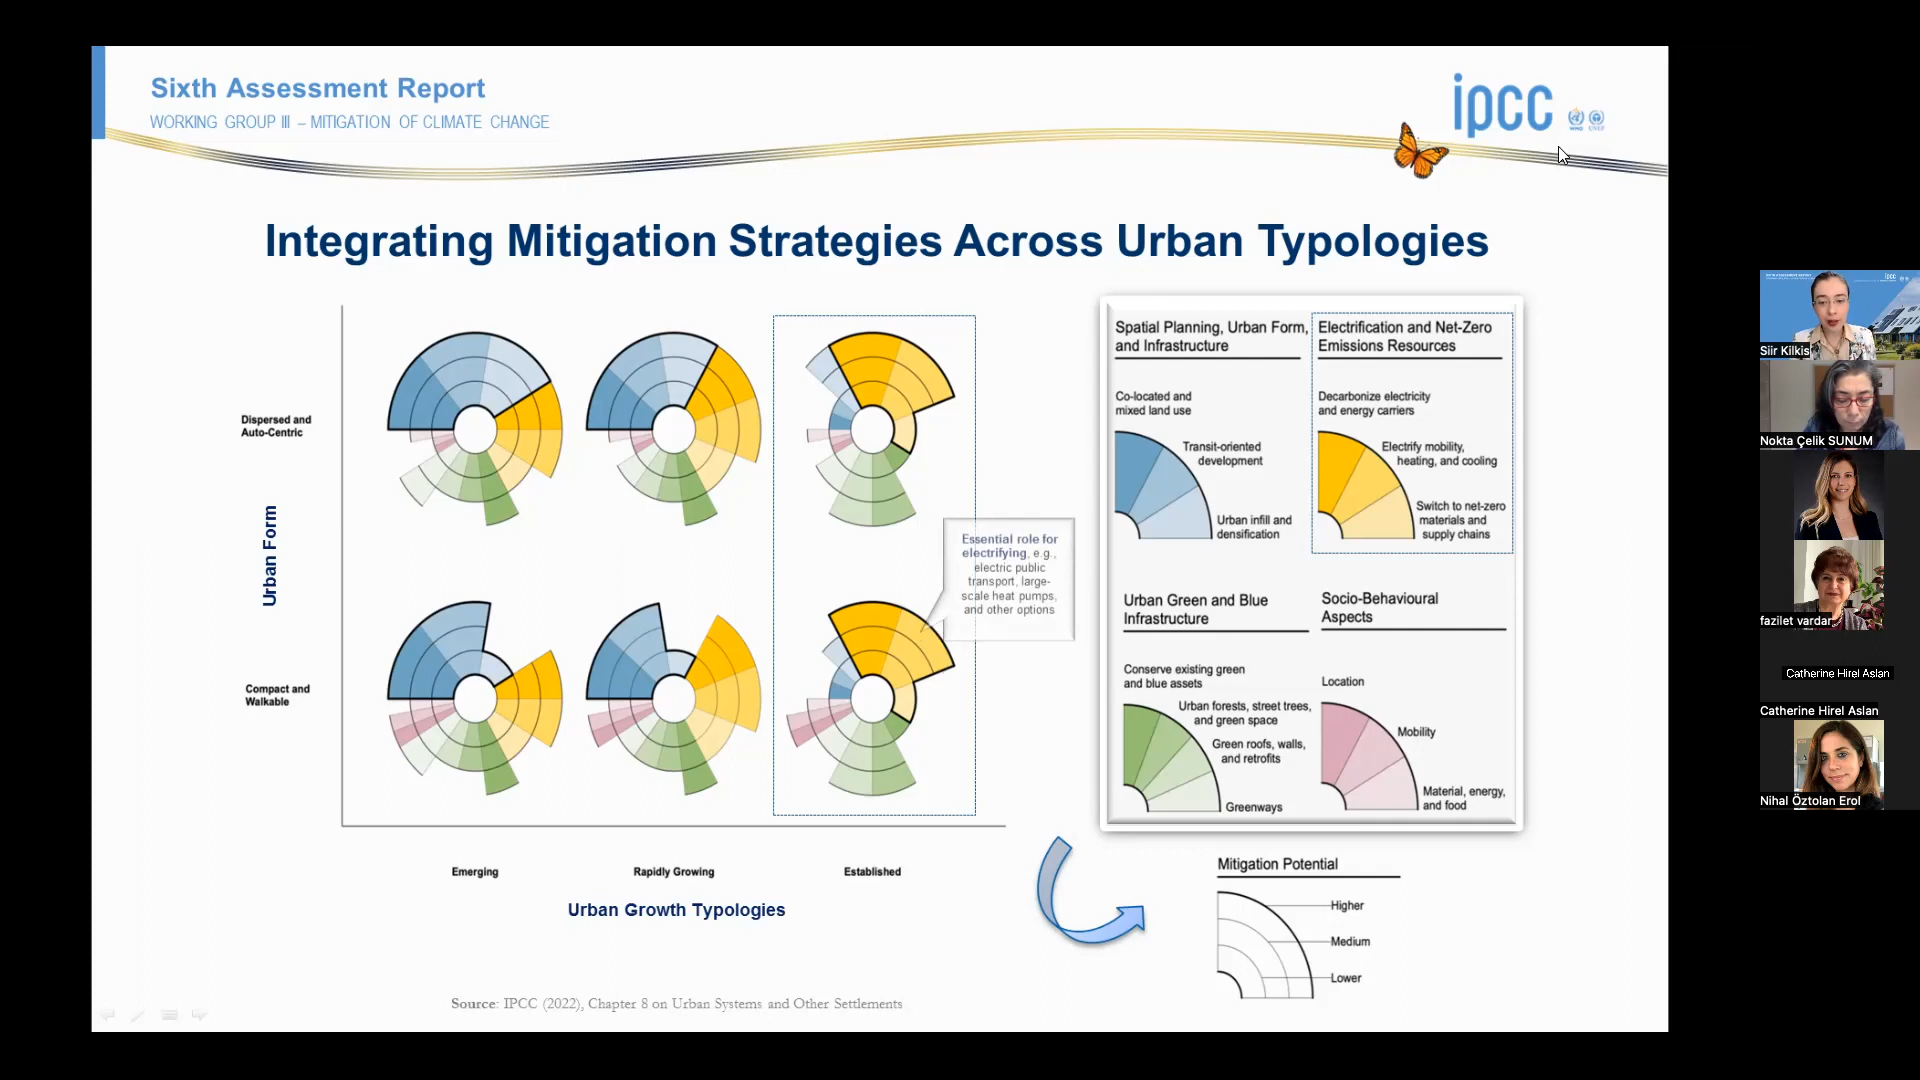 Sixth Assessment Report
WORKING GROUP III – MITIGATION OF CLIMATE CHANGE
ipcc
WMO
UNEP
Integrating Mitigation Strategies Across Urban Typologies
Urban Form
Dispersed and
Auto-Centric
Compact and
Walkable
Emerging
Rapidly Growing
Established
Urban Growth Typologies
Essential role for
electrifying, e.g.,
electric public
transport, large-
scale heat pumps,
and other options
Spatial Planning, Urban Form,
and Infrastructure
Co-located and
mixed land use
Transit-oriented
development
Urban infill and
densification
Electrification and Net-Zero
Emissions Resources
Decarbonize electricity
and energy carriers
Electrify mobility,
heating, and cooling
Switch to net-zero
materials and
supply chains
Urban Green and Blue
Infrastructure
Conserve existing green
and blue assets
Urban forests, street trees,
and green space
Green roofs, walls,
and retrofits
Greenways
Socio-Behavioural
Aspects
Location
Mobility
Material, energy,
and food
Mitigation Potential
Higher
Medium
Lower
Source: IPCC (2022), Chapter 8 on Urban Systems and Other Settlements
ipcc
Siir Kilkis
Nokta Çelik SUNUM
fazilet vardar
Catherine Hirel Aslan
Catherine Hirel Aslan
Nihal Öztolan Erol